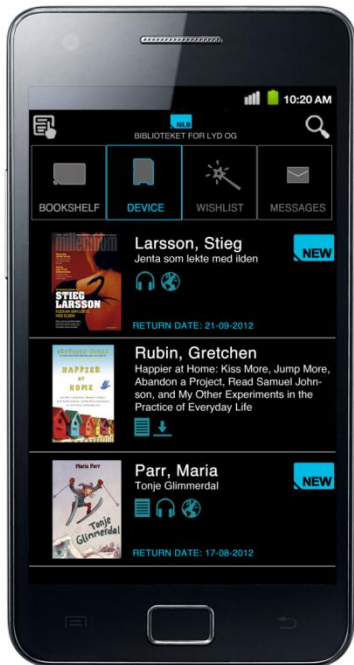 10:20 AM
NLB
BIBLIOTEKET FOR LYD OG
BOOKSHELF
DEVICE
WISHLIST
MESSAGES
millennium
STIEG
LARSSON
Larsson, Stieg
Jenta som lekte med ilden
NEW
RETURN DATE: 21-09-2012
HAPPIER
at
HOME
Rubin, Gretchen
Happier at Home: Kiss More, Jump More,
Abandon a Project, Read Samuel John-
son, and My Other Experiments in the
Practice of Everyday Life
Maria Parr
Tonje
Glimmerdal
Parr, Maria
Tonje Glimmerdal
NEW
RETURN DATE: 17-08-2012